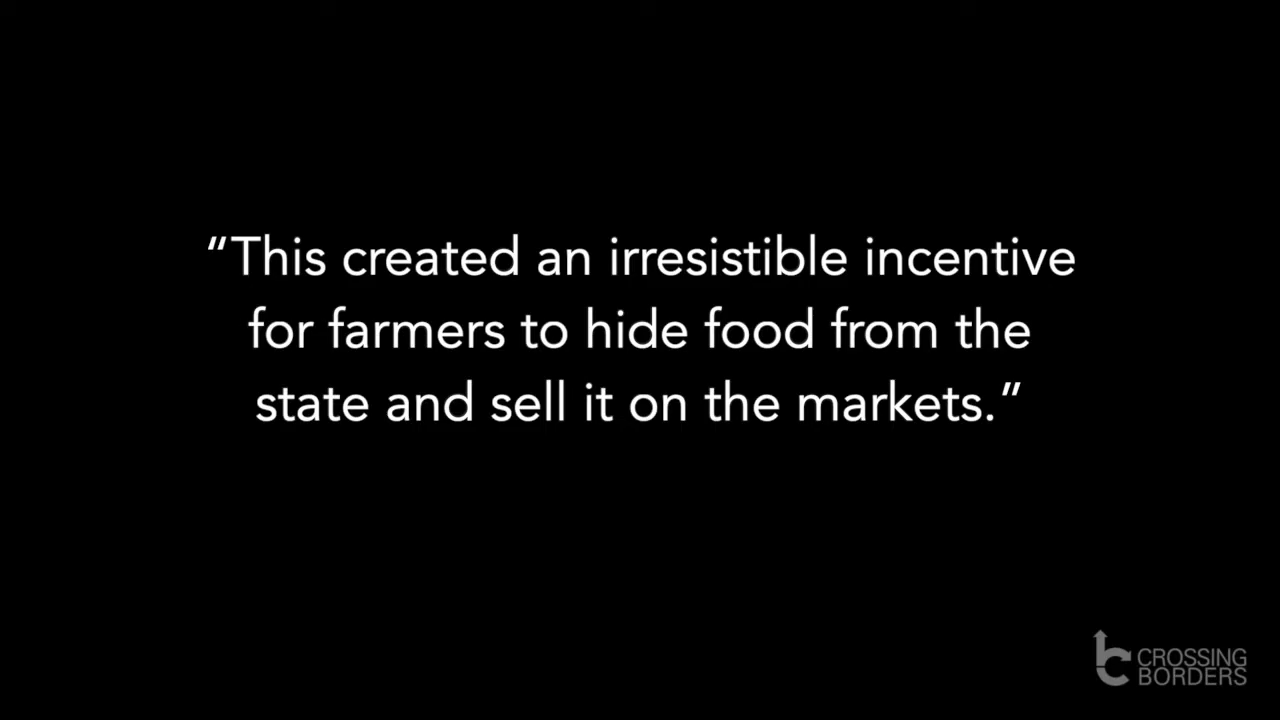 “This created an irresistible incentive
for farmers to hide food from the
state and sell it on the markets.”
CROSSING
BORDERS